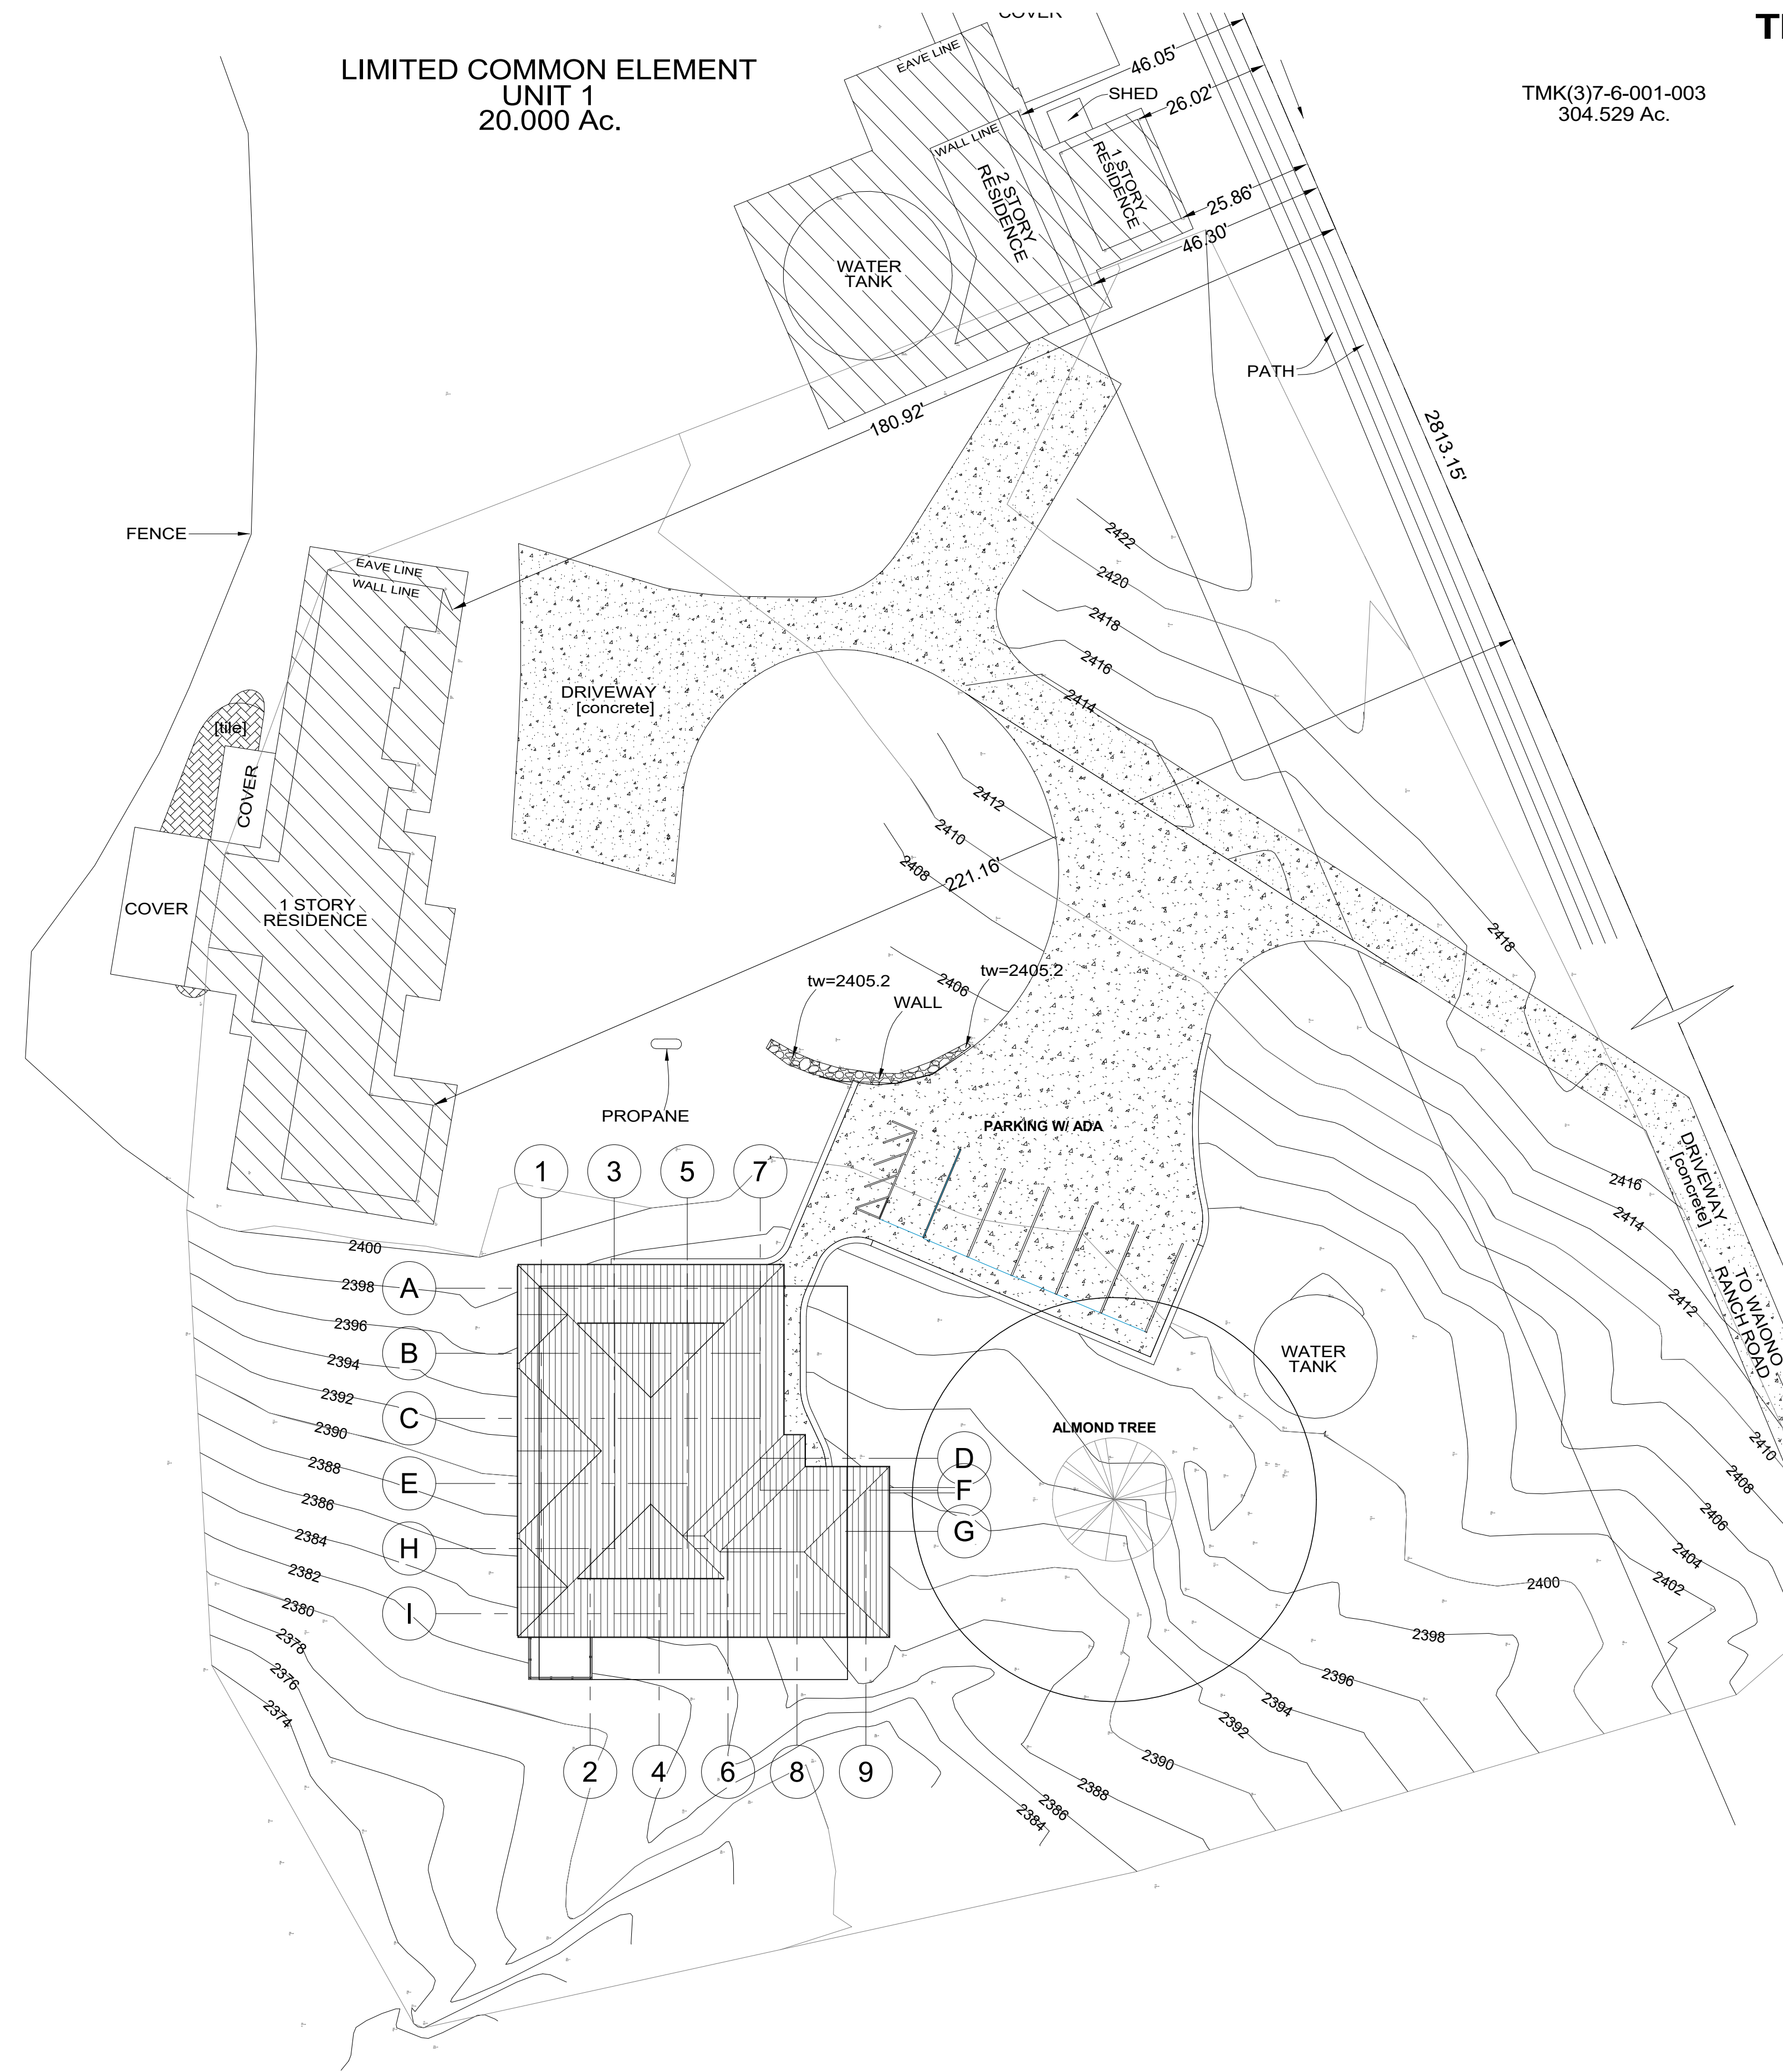 LIMITED COMMON ELEMENT
UNIT 1
20.000 Ac.
TMK(3)7-6-001-003
304.529 Ac.
COVER
EAVE LINE
46.05'
SHED
26.02'
WALL LINE
2 STORY
RESIDENCE
1 STORY
RESIDENCE
25.86'
46.30'
WATER
TANK
180.92'
PATH
2813.15'
FENCE
EAVE LINE
WALL LINE
2422
2420
2418
2416
2414
DRIVEWAY
[concrete]
[tile]
COVER
2412
2410
2408
221.16'
COVER
1 STORY
RESIDENCE
2418
tw=2405.2
tw=2405.2
2406
WALL
PROPANE
PARKING W/ ADA
DRIVEWAY
[concrete]
1
3
5
7
2416
2414
2412
TO WAIONO
RANCH ROAD
2400
2398
A
2396
B
2394
2392
C
2390
2388
E
2386
2384
H
2382
2380
I
2378
2376
2374
WATER
TANK
ALMOND TREE
D
F
G
2410
2408
2406
2404
2402
2400
2398
2396
2394
2392
2390
2388
2386
2384
2
4
6
8
9